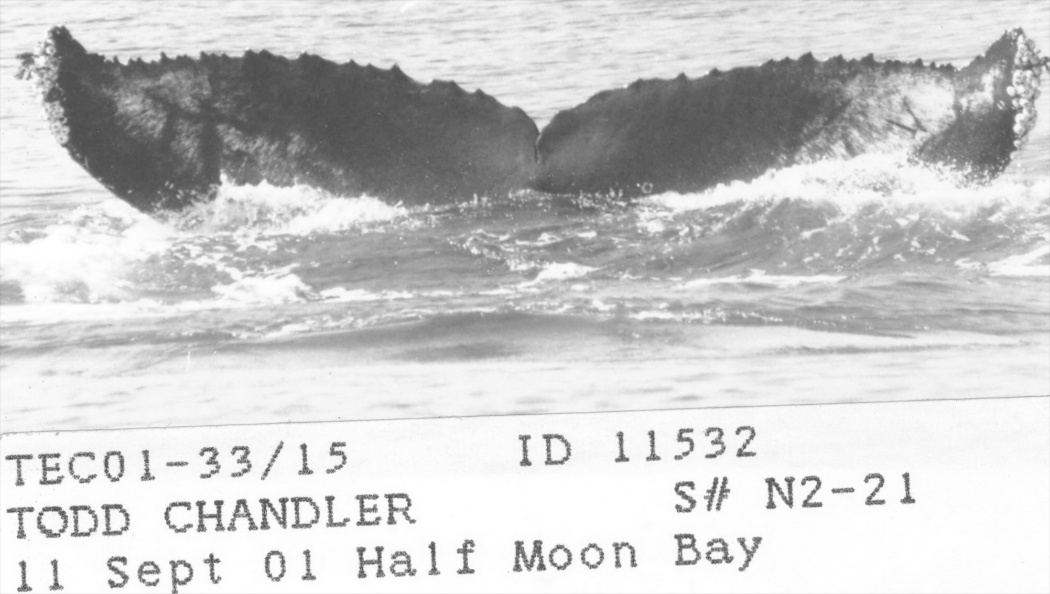 TEC01-33/15 ID 11532
TODD CHANDLER S# N2-21
11 Sept 01 Half Moon Bay